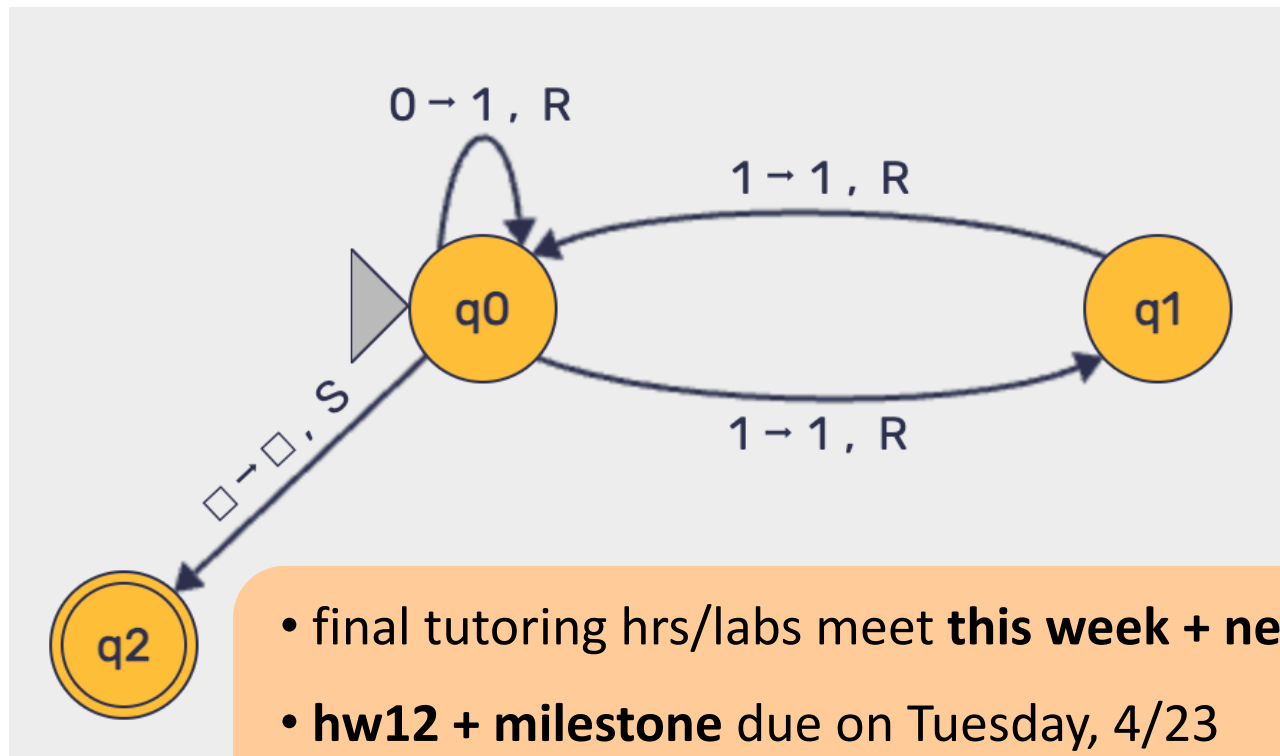 0 → 1 , R
1 → 1 , R
q0
q1
1 → 1 , R
□ → □ , S
q2
• final tutoring hrs/labs meet this week +
• hw12 + milestone due on Tuesday, 4/23